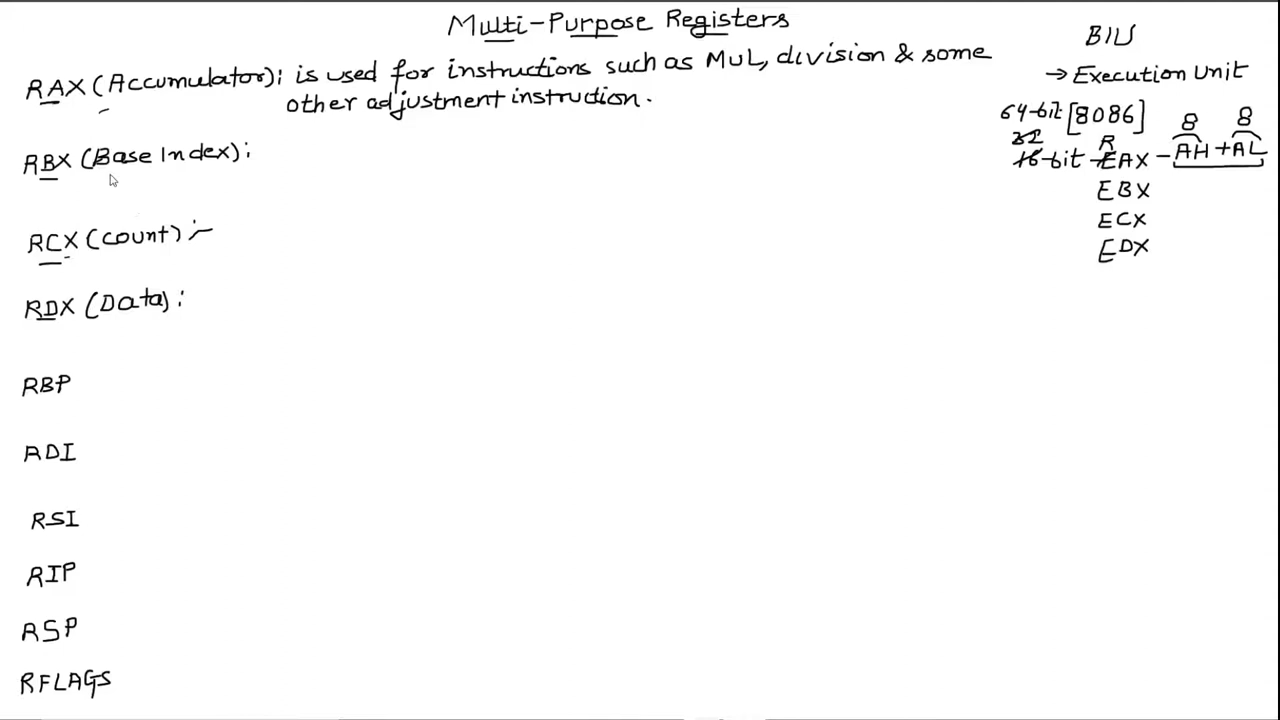 Multi-Purpose Registers
RAX (Accumulator): is used for instructions such as MUL, division & some
other adjustment instruction.
RBX (Base Index):
RCX (count) :-
RDX (Data):
RBP
RDI
RSI
RIP
RSP
RFLAGS
BIU
→ Execution Unit
64-bit [8086]
32
16-bit - EAX - AH + AL
R
8 8
EBX
ECX
EDX